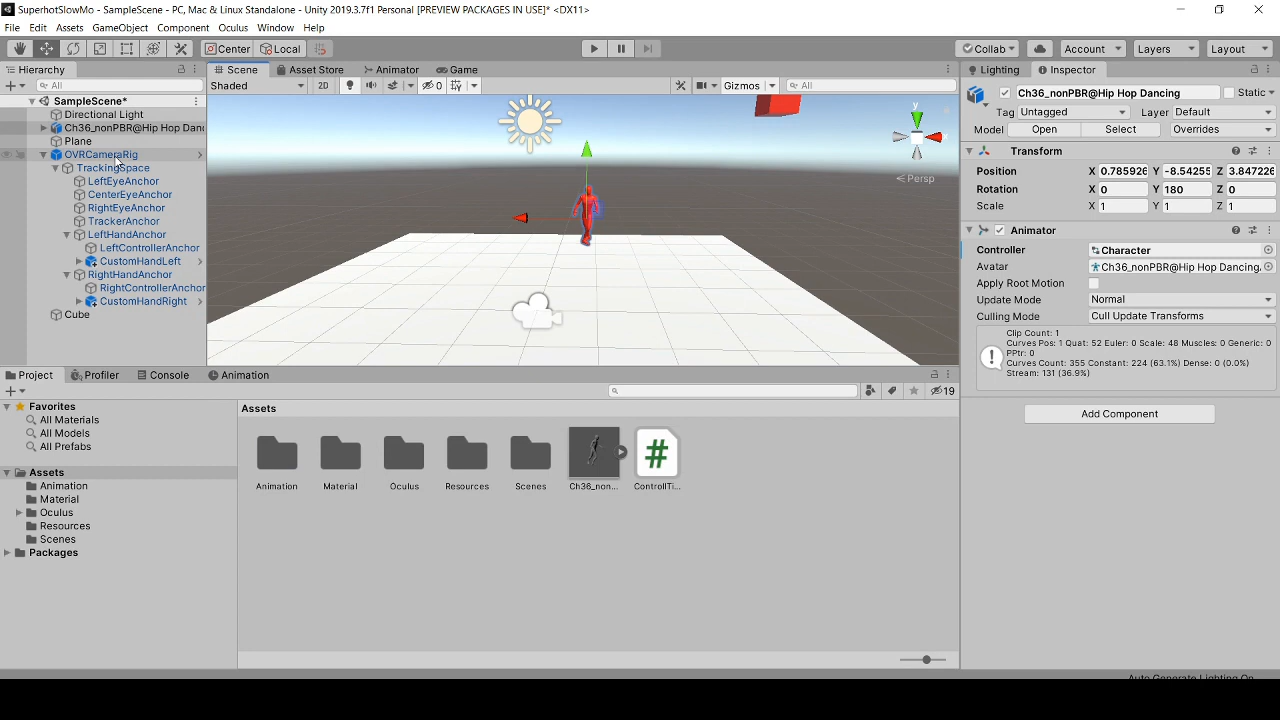 SuperhotSlowMo - SampleScene - PC, Mac & Linux Standalone - Unity 2019.3.7f1 Personal [PREVIEW PACKAGES IN USE]* <DX11>
File Edit Assets GameObject Component Oculus Window Help
Center Local Collab Account Layers Layout
Hierarchy Scene Asset Store Animator Game Lighting Inspector
All Shaded 2D 0 Gizmos All
SampleScene*
Directional Light
Ch36_nonPBR@Hip Hop Danc
Plane
OVRCameraRig
TrackingSpace
LeftEyeAnchor
CenterEyeAnchor
RightEyeAnchor
TrackerAnchor
LeftHandAnchor
LeftControllerAnchor
CustomHandLeft
RightHandAnchor
RightControllerAnchor
CustomHandRight
Cube
y
x
Persp
Ch36_nonPBR@Hip Hop Dancing Static
Tag Untagged Layer Default
Model Open Select Overrides
Transform
Position X 0.785926 Y -8.54255 Z 3.847226
Rotation X 0 Y 180 Z 0
Scale X 1 Y 1 Z 1
Animator
Controller Character
Avatar Ch36_nonPBR@Hip Hop Dancing.
Apply Root Motion
Update Mode Normal
Culling Mode Cull Update Transforms
Clip Count: 1
Curves Pos: 1 Quat: 52 Euler: 0 Scale: 48 Muscles: 0 Generic: 0
PPtr: 0
Curves Count: 355 Constant: 224 (63.1%) Dense: 0 (0.0%)
Stream: 131 (36.9%)
Add Component
Project Profiler Console Animation
19
Favorites
All Materials
All Models
All Prefabs
Assets
Animation
Material
Oculus
Resources
Scenes
Packages
Assets
Animation Material Oculus Resources Scenes Ch36_non... ControllTi...
#
Auto Generate Lighting On